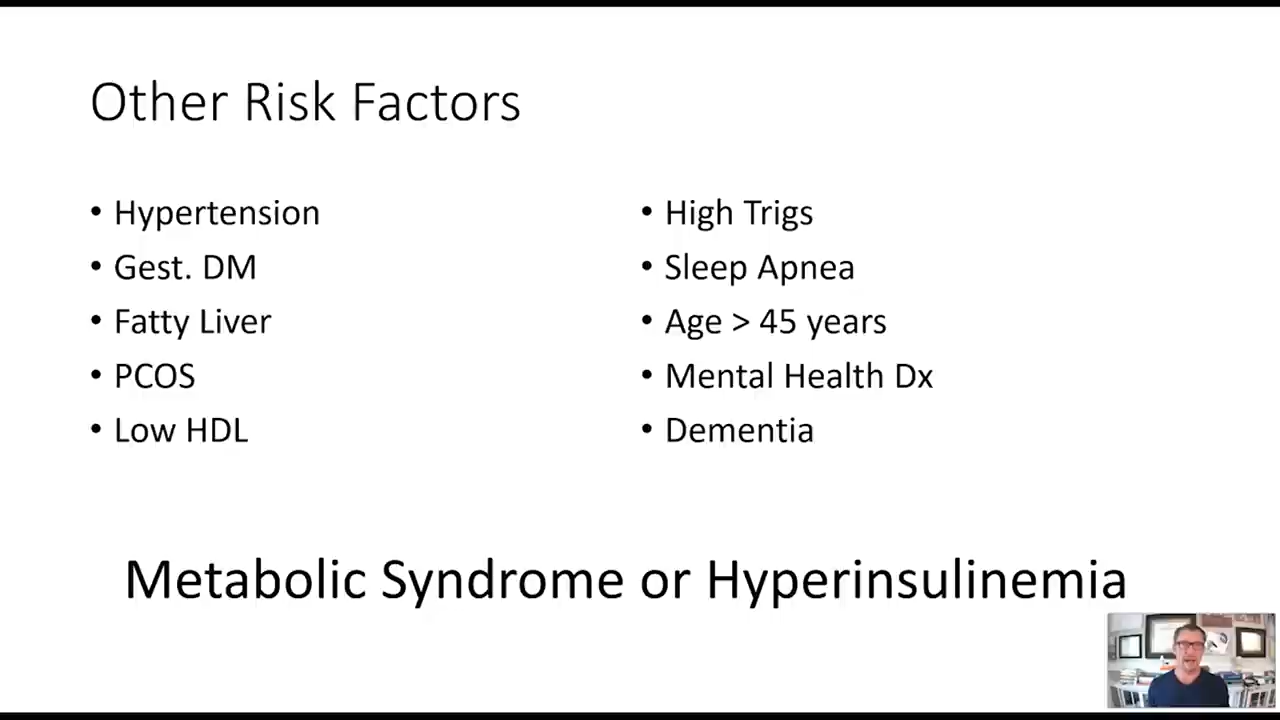 Other Risk Factors
• Hypertension
• Gest. DM
• Fatty Liver
• PCOS
• Low HDL
• High Trigs
• Sleep Apnea
• Age > 45 years
• Mental Health Dx
• Dementia
Metabolic Syndrome or Hyperinsulinemia